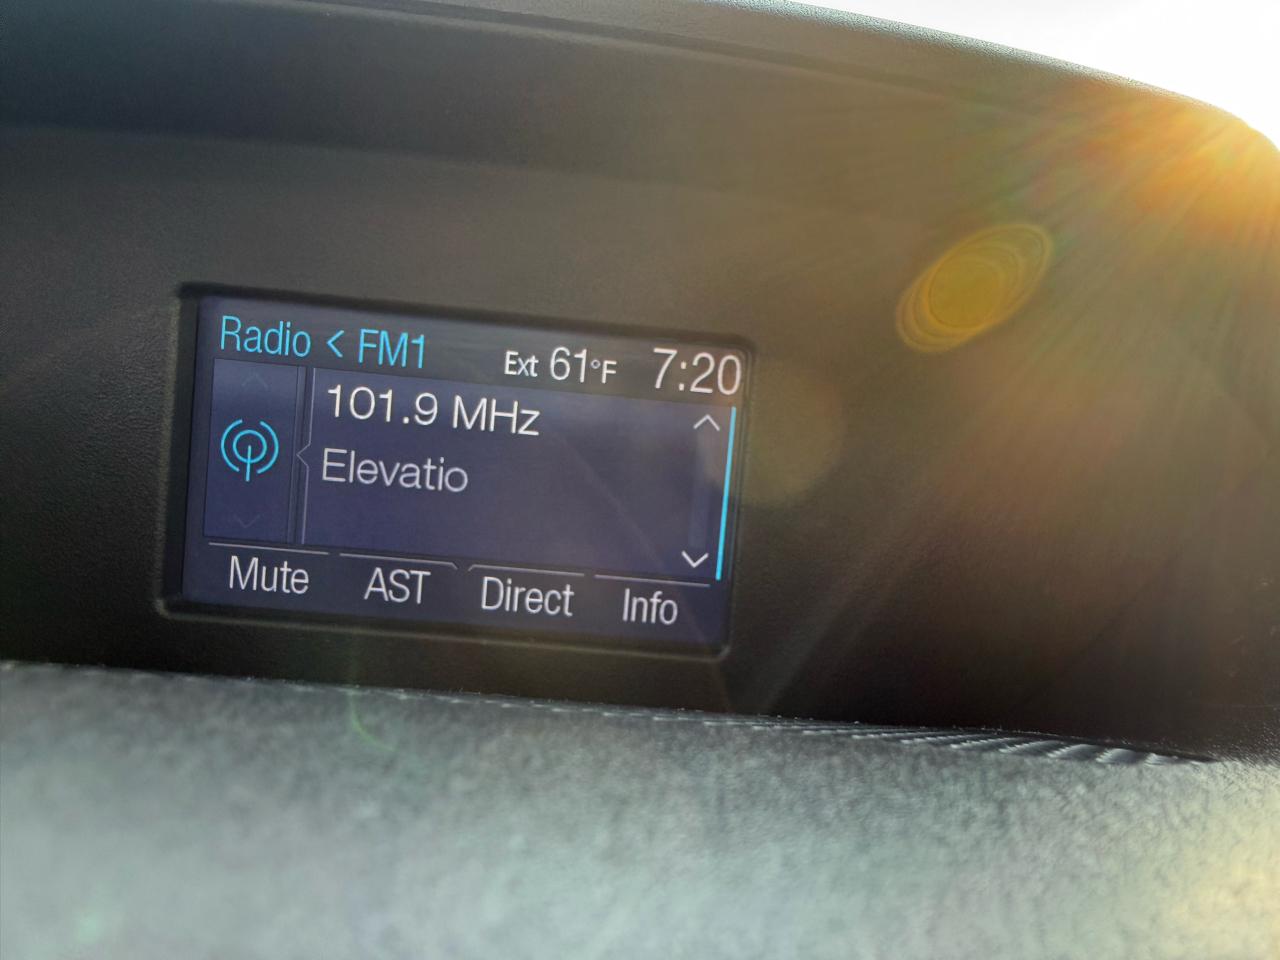 Radio < FM1 Ext 61°F 7:20
101.9 MHz
Elevatio
Mute AST Direct Info